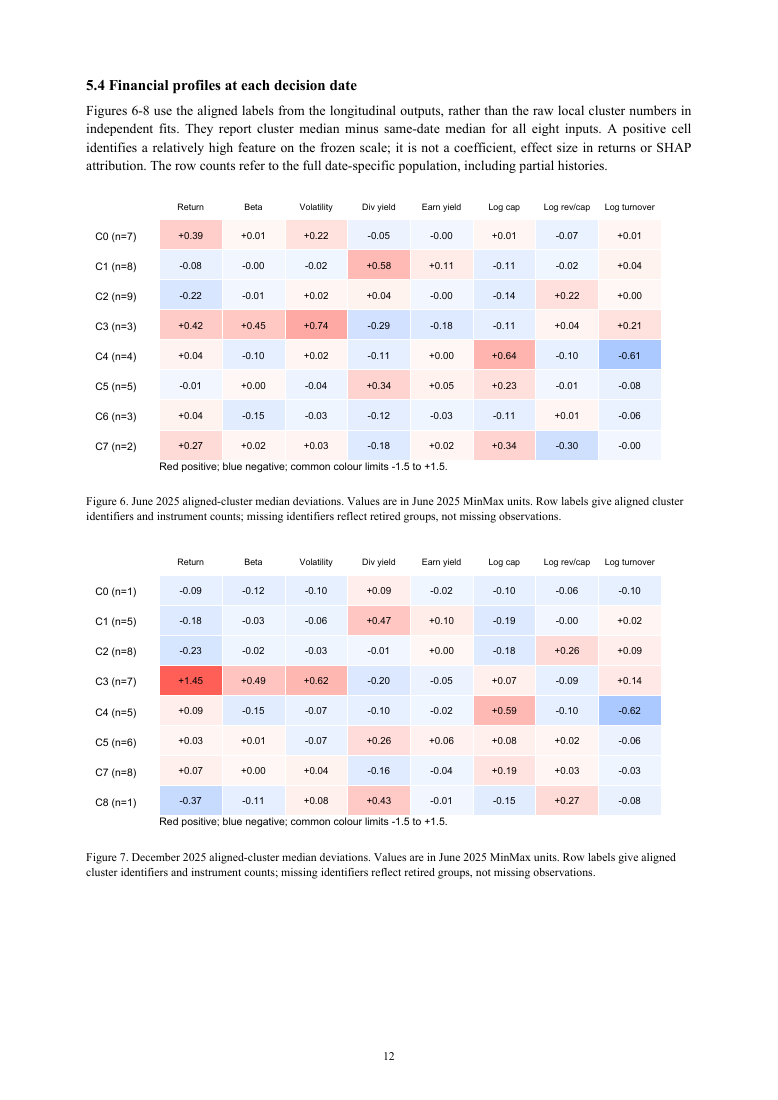 5.4 Financial profiles at each decision date
Figures 6-8 use the aligned labels from the longitudinal outputs, rather than the raw local cluster numbers in
independent fits. They report cluster median minus same-date median for all eight inputs. A positive cell
identifies a relatively high feature on the frozen scale; it is not a coefficient, effect size in returns or SHAP
attribution. The row counts refer to the full date-specific population, including partial histories.
Return Beta Volatility Div yield Earn yield Log cap Log rev/cap Log turnover
C0 (n=7) +0.39 +0.01 +0.22 -0.05 -0.00 +0.01 -0.07 +0.01
C1 (n=8) -0.08 -0.00 -0.02 +0.58 +0.11 -0.11 -0.02 +0.04
C2 (n=9) -0.22 -0.01 +0.02 +0.04 -0.00 -0.14 +0.22 +0.00
C3 (n=3) +0.42 +0.45 +0.74 -0.29 -0.18 -0.11 +0.04 +0.21
C4 (n=4) +0.04 -0.10 +0.02 -0.11 +0.00 +0.64 -0.10 -0.61
C5 (n=5) -0.01 +0.00 -0.04 +0.34 +0.05 +0.23 -0.01 -0.08
C6 (n=3) +0.04 -0.15 -0.03 -0.12 -0.03 -0.11 +0.01 -0.06
C7 (n=2) +0.27 +0.02 +0.03 -0.18 +0.02 +0.34 -0.30 -0.00
Red positive; blue negative; common colour limits -1.5 to +1.5.
Figure 6. June 2025 aligned-cluster median deviations. Values are in June 2025 MinMax units. Row labels give aligned cluster
identifiers and instrument counts; missing identifiers reflect retired groups, not missing observations.
Return Beta Volatility Div yield Earn yield Log cap Log rev/cap Log turnover
C0 (n=1) -0.09 -0.12 -0.10 +0.09 -0.02 -0.10 -0.06 -0.10
C1 (n=5) -0.18 -0.03 -0.06 +0.47 +0.10 -0.19 -0.00 +0.02
C2 (n=8) -0.23 -0.02 -0.03 -0.01 +0.00 -0.18 +0.26 +0.09
C3 (n=7) +1.45 +0.49 +0.62 -0.20 -0.05 +0.07 -0.09 +0.14
C4 (n=5) +0.09 -0.15 -0.07 -0.10 -0.02 +0.59 -0.10 -0.62
C5 (n=6) +0.03 +0.01 -0.07 +0.26 +0.06 +0.08 +0.02 -0.06
C7 (n=8) +0.07 +0.00 +0.04 -0.16 -0.04 +0.19 +0.03 -0.03
C8 (n=1) -0.37 -0.11 +0.08 +0.43 -0.01 -0.15 +0.27 -0.08
Red positive; blue negative; common colour limits -1.5 to +1.5.
Figure 7. December 2025 aligned-cluster median deviations. Values are in June 2025 MinMax units. Row labels give aligned
cluster identifiers and instrument counts; missing identifiers reflect retired groups, not missing observations.
12